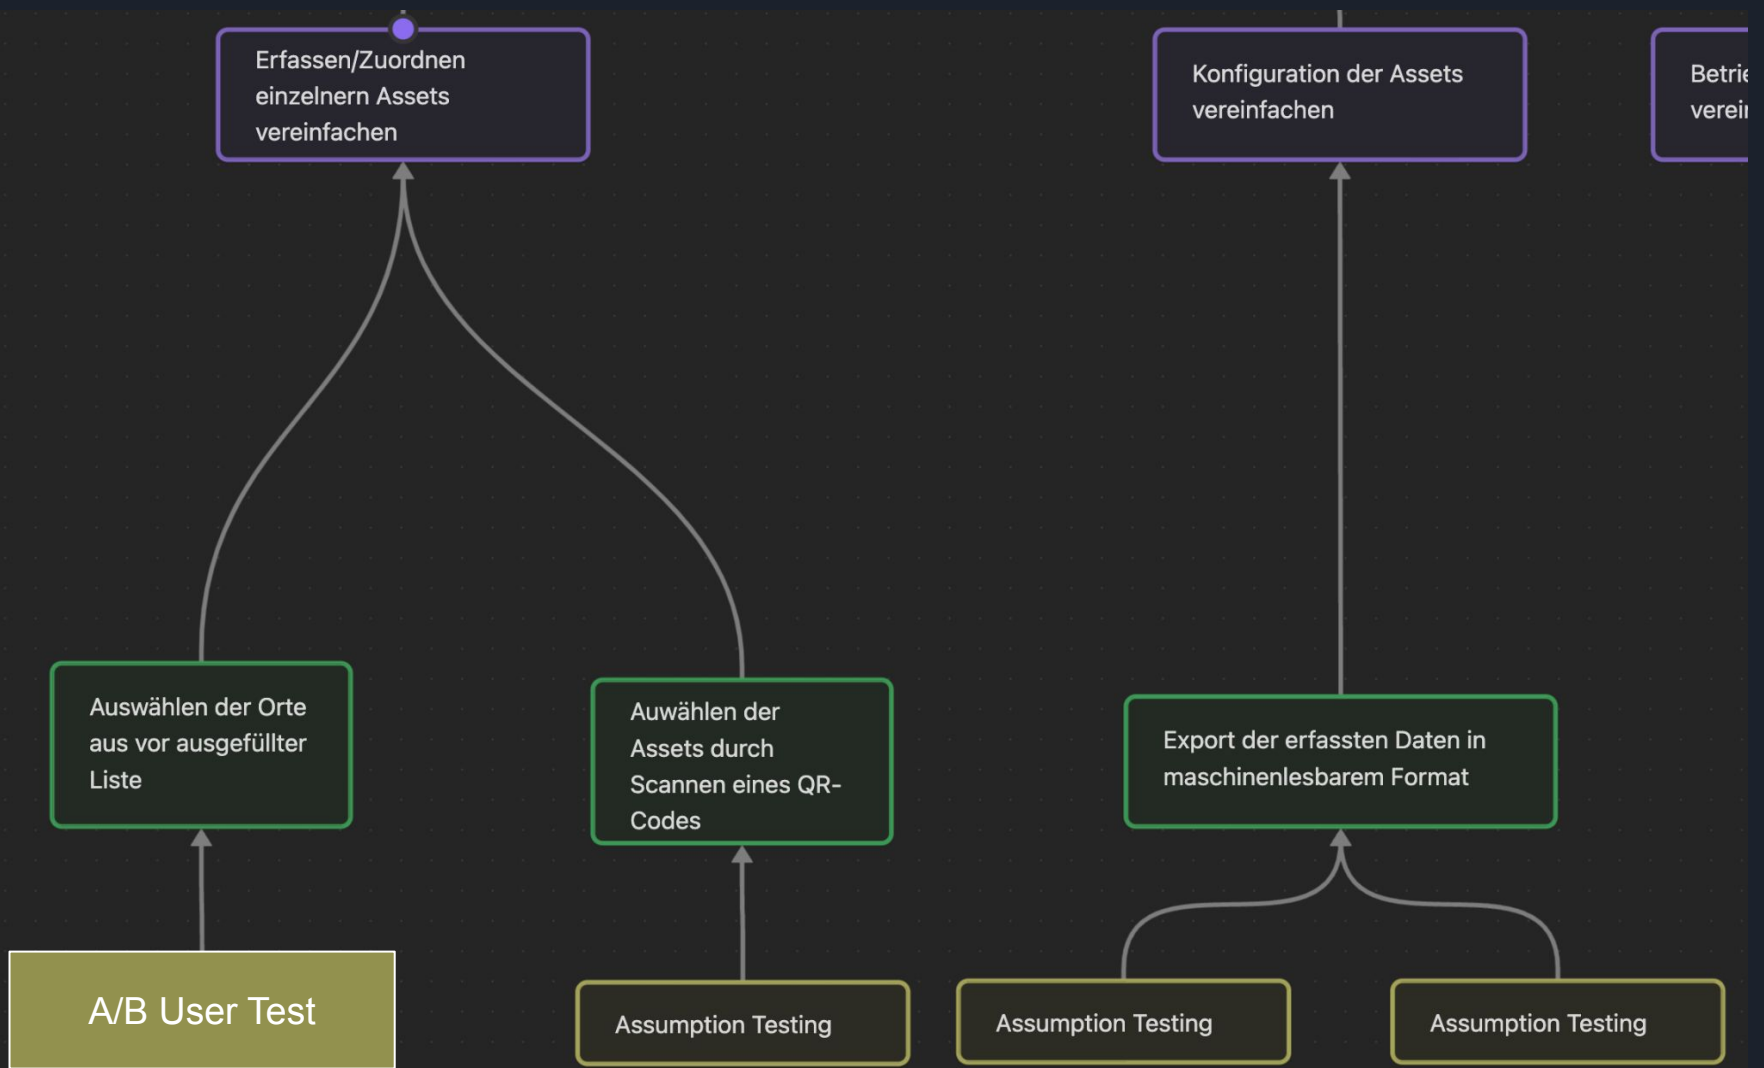 Erfassen/Zuordnen
einzelnern Assets
vereinfachen
Konfiguration der Assets
vereinfachen
Auswählen der Orte
aus vor ausgefüllter
Liste
Auwählen der
Assets durch
Scannen eines QR-
Codes
Export der erfassten Daten in
maschinenlesbarem Format
A/B User Test
Assumption Testing
Assumption Testing
Assumption Testing